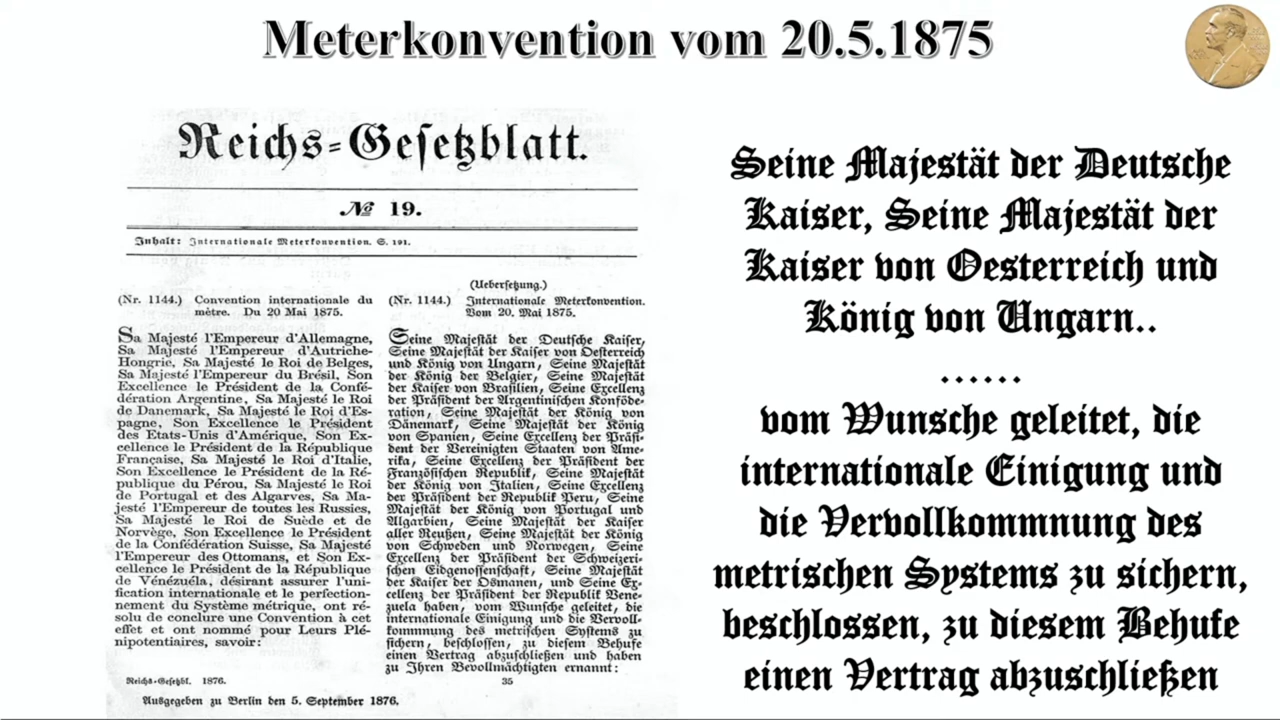 Meterkonvention vom 20.5.1875
Reichs-Gesetzblatt.
№ 19.
Inhalt: Internationale Meterkonvention. S. 191.
(Nr. 1144.) Convention internationale du
mètre. Du 20 Mai 1875.
Sa Majesté l'Empereur d'Allemagne,
Sa Majesté l'Empereur d'Autriche-
Hongrie, Sa Majesté le Roi de Belges,
Sa Majesté l'Empereur du Brésil, Son
Excellence le Président de la Confé-
dération Argentine, Sa Majesté le Roi
de Danemark, Sa Majesté le Roi d'Es-
pagne, Son Excellence le Président
des Etats-Unis d'Amérique, Son Ex-
cellence le Président de la République
Française, Sa Majesté le Roi d'Italie,
Son Excellence le Président de la Ré-
publique du Pérou, Sa Majesté le Roi
de Portugal et des Algarves, Sa Ma-
jesté l'Empereur de toutes les Russies,
Sa Majesté le Roi de Suède et de
Norvège, Son Excellence le Président
de la Confédération Suisse, Sa Majesté
l'Empereur des Ottomans, et Son Ex-
cellence le Président de la République
de Vénézuéla, désirant assurer l'uni-
fication internationale et le perfection-
nement du Système métrique, ont ré-
solu de conclure une Convention à cet
effet et ont nommé pour Leurs Plé-
nipotentiaires, savoir:
(Uebersetzung.)
(Nr. 1144.) Internationale Meterkonvention.
Vom 20. Mai 1875.
Seine Majestät der Deutsche Kaiser,
Seine Majestät der Kaiser von Oesterreich
und König von Ungarn, Seine Majestät
der König der Belgier, Seine Majestät
der Kaiser von Brasilien, Seine Excellenz
der Präsident der Argentinischen Konföde-
ration, Seine Majestät der König von
Dänemark, Seine Majestät der König
von Spanien, Seine Excellenz der Präsi-
dent der Vereinigten Staaten von Ame-
rika, Seine Excellenz der Präsident der
Französischen Republik, Seine Majestät
der König von Italien, Seine Excellenz
der Präsident der Republik Peru, Seine
Majestät der König von Portugal und
Algarbien, Seine Majestät der Kaiser
aller Reußen, Seine Majestät der König
von Schweden und Norwegen, Seine
Excellenz der Präsident der Schweizeri-
schen Eidgenossenschaft, Seine Majestät
der Kaiser der Osmanen, und Seine Ex-
cellenz der Präsident der Republik Vene-
zuela haben, vom Wunsche geleitet, die
internationale Einigung und die Vervoll-
kommnung des metrischen Systems zu
sichern, beschlossen, zu diesem Behufe
einen Vertrag abzuschließen und haben
zu Ihren Bevollmächtigten ernannt:
Reichs-Gesetzbl. 1876.
35
Ausgegeben zu Berlin den 5. September 1876.
Seine Majestät der Deutsche
Kaiser, Seine Majestät der
Kaiser von Oesterreich und
König von Ungarn..
......
vom Wunsche geleitet, die
internationale Einigung und
die Vervollkommnung des
metrischen Systems zu sichern,
beschlossen, zu diesem Behufe
einen Vertrag abzuschließen